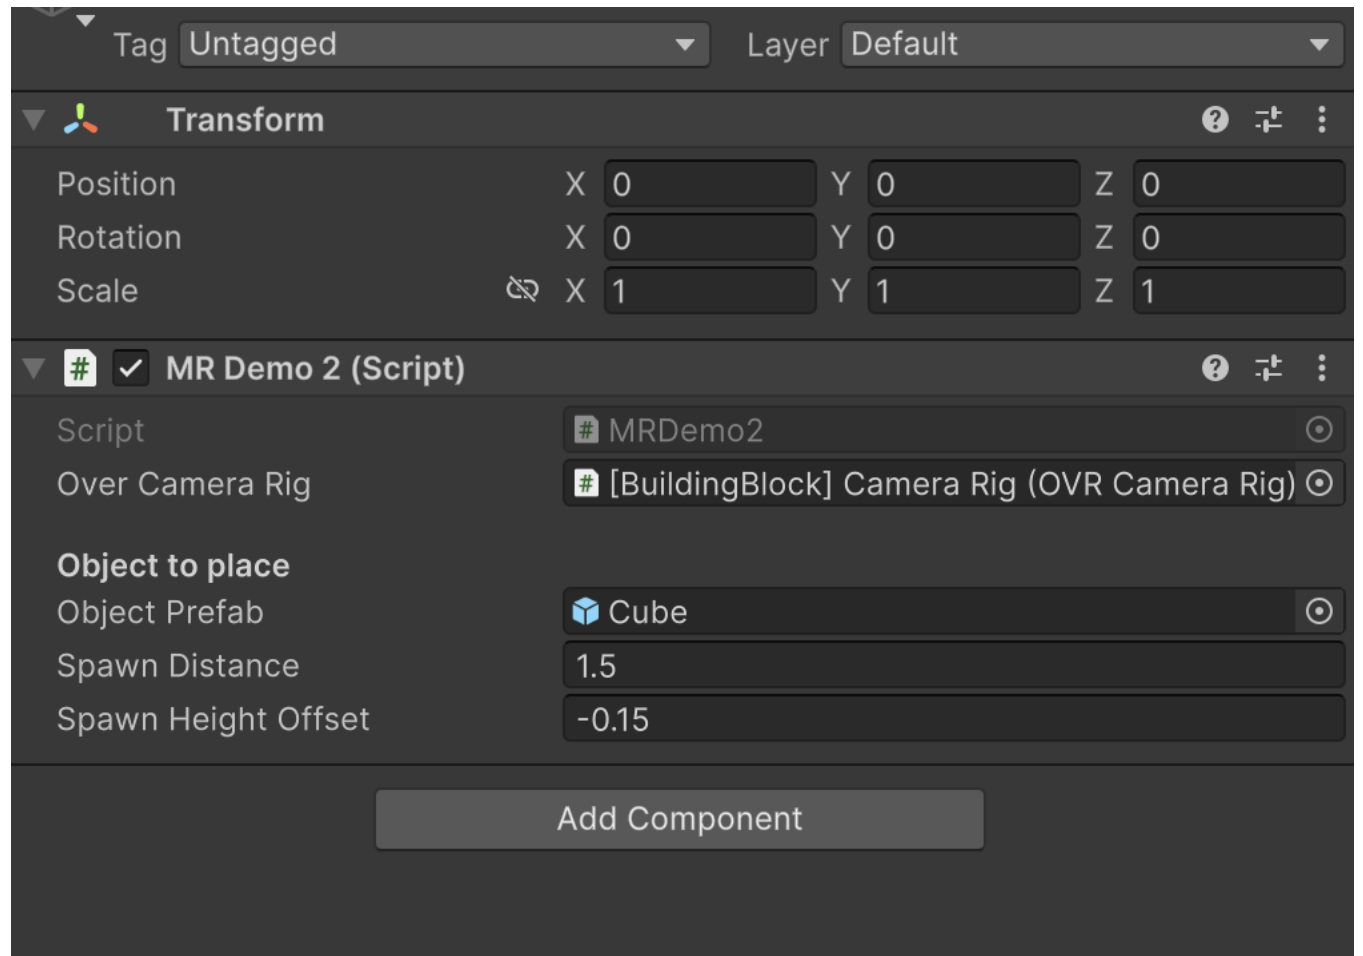 Tag Untagged Layer Default
Transform
Position X 0 Y 0 Z 0
Rotation X 0 Y 0 Z 0
Scale X 1 Y 1 Z 1
# MR Demo 2 (Script)
Script # MRDemo2
Over Camera Rig # [BuildingBlock] Camera Rig (OVR Camera Rig)
Object to place
Object Prefab Cube
Spawn Distance 1.5
Spawn Height Offset -0.15
Add Component